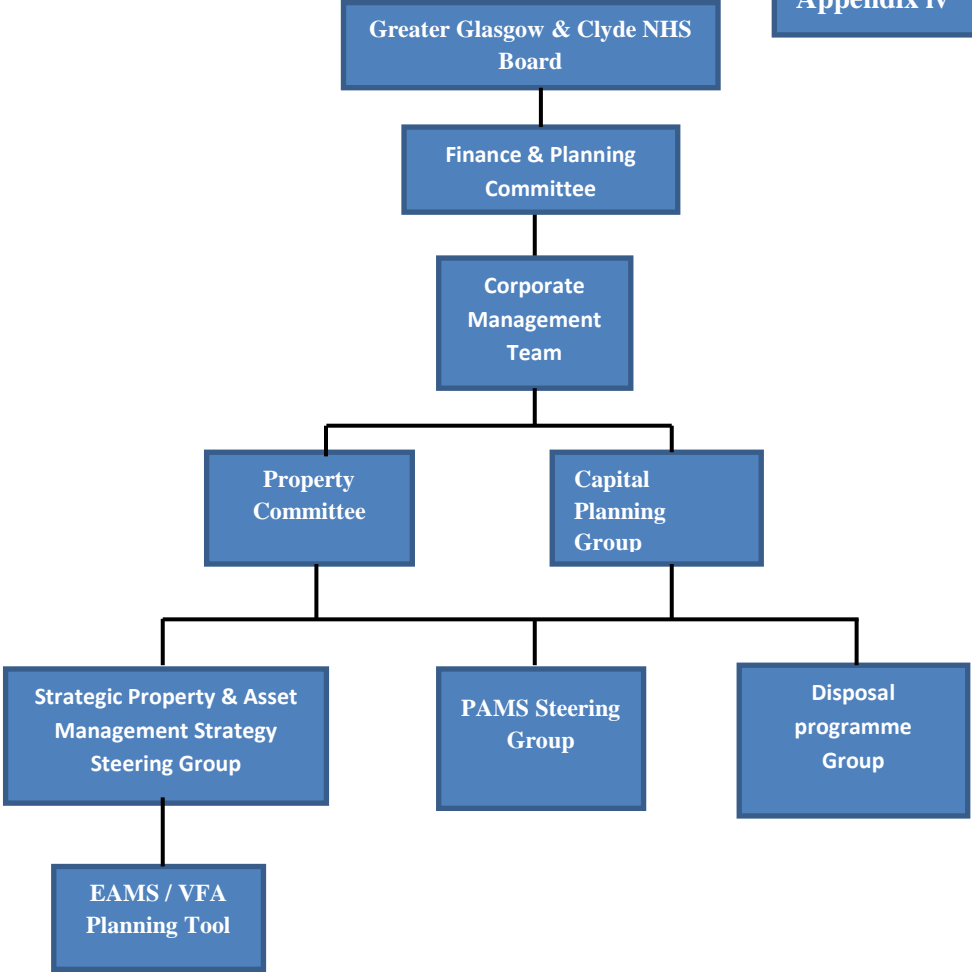 Appendix iv
Greater Glasgow & Clyde NHS
Board
Finance & Planning
Committee
Corporate
Management
Team
Property
Committee
Capital
Planning
Group
Strategic Property & Asset
Management Strategy
Steering Group
PAMS Steering
Group
Disposal
programme
Group
EAMS / VFA
Planning Tool